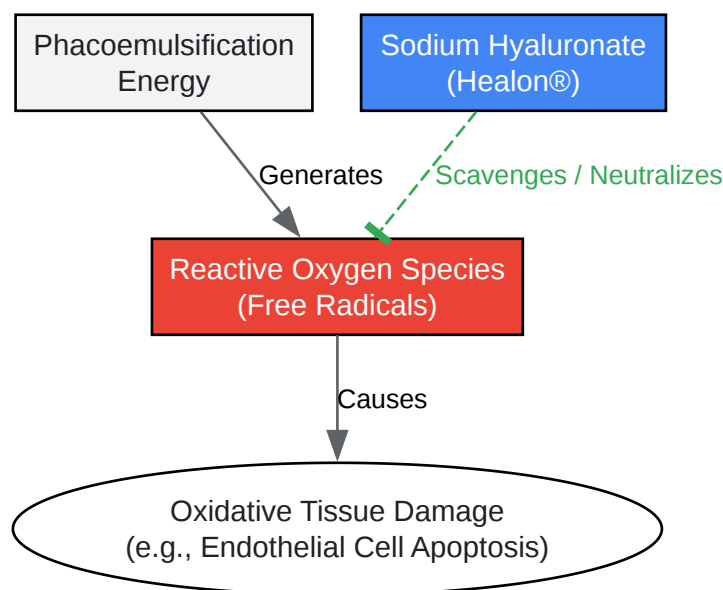 Phacoemulsification
Energy
Sodium Hyaluronate
(Healon®)
Generates
Scavenges / Neutralizes
Reactive Oxygen Species
(Free Radicals)
Causes
Oxidative Tissue Damage
(e.g., Endothelial Cell Apoptosis)